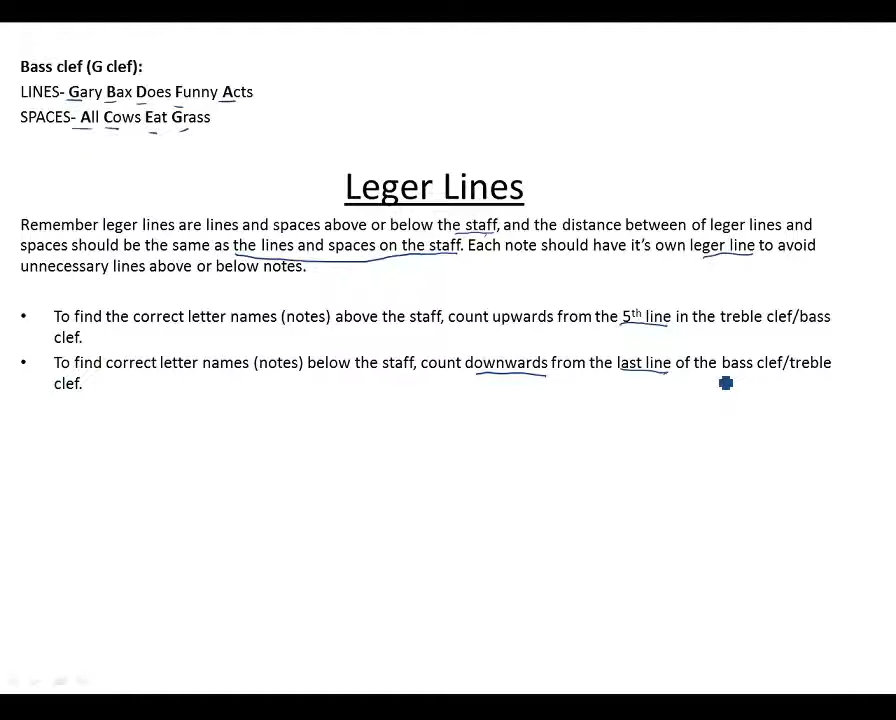 Bass clef (G clef):
LINES- Gary Bax Does Funny Acts
SPACES- All Cows Eat Grass
Leger Lines
Remember leger lines are lines and spaces above or below the staff, and the distance between of leger lines and
spaces should be the same as the lines and spaces on the staff. Each note should have it's own leger line to avoid
unnecessary lines above or below notes.
• To find the correct letter names (notes) above the staff, count upwards from the 5th line in the treble clef/bass
clef.
• To find correct letter names (notes) below the staff, count downwards from the last line of the bass clef/treble
clef.